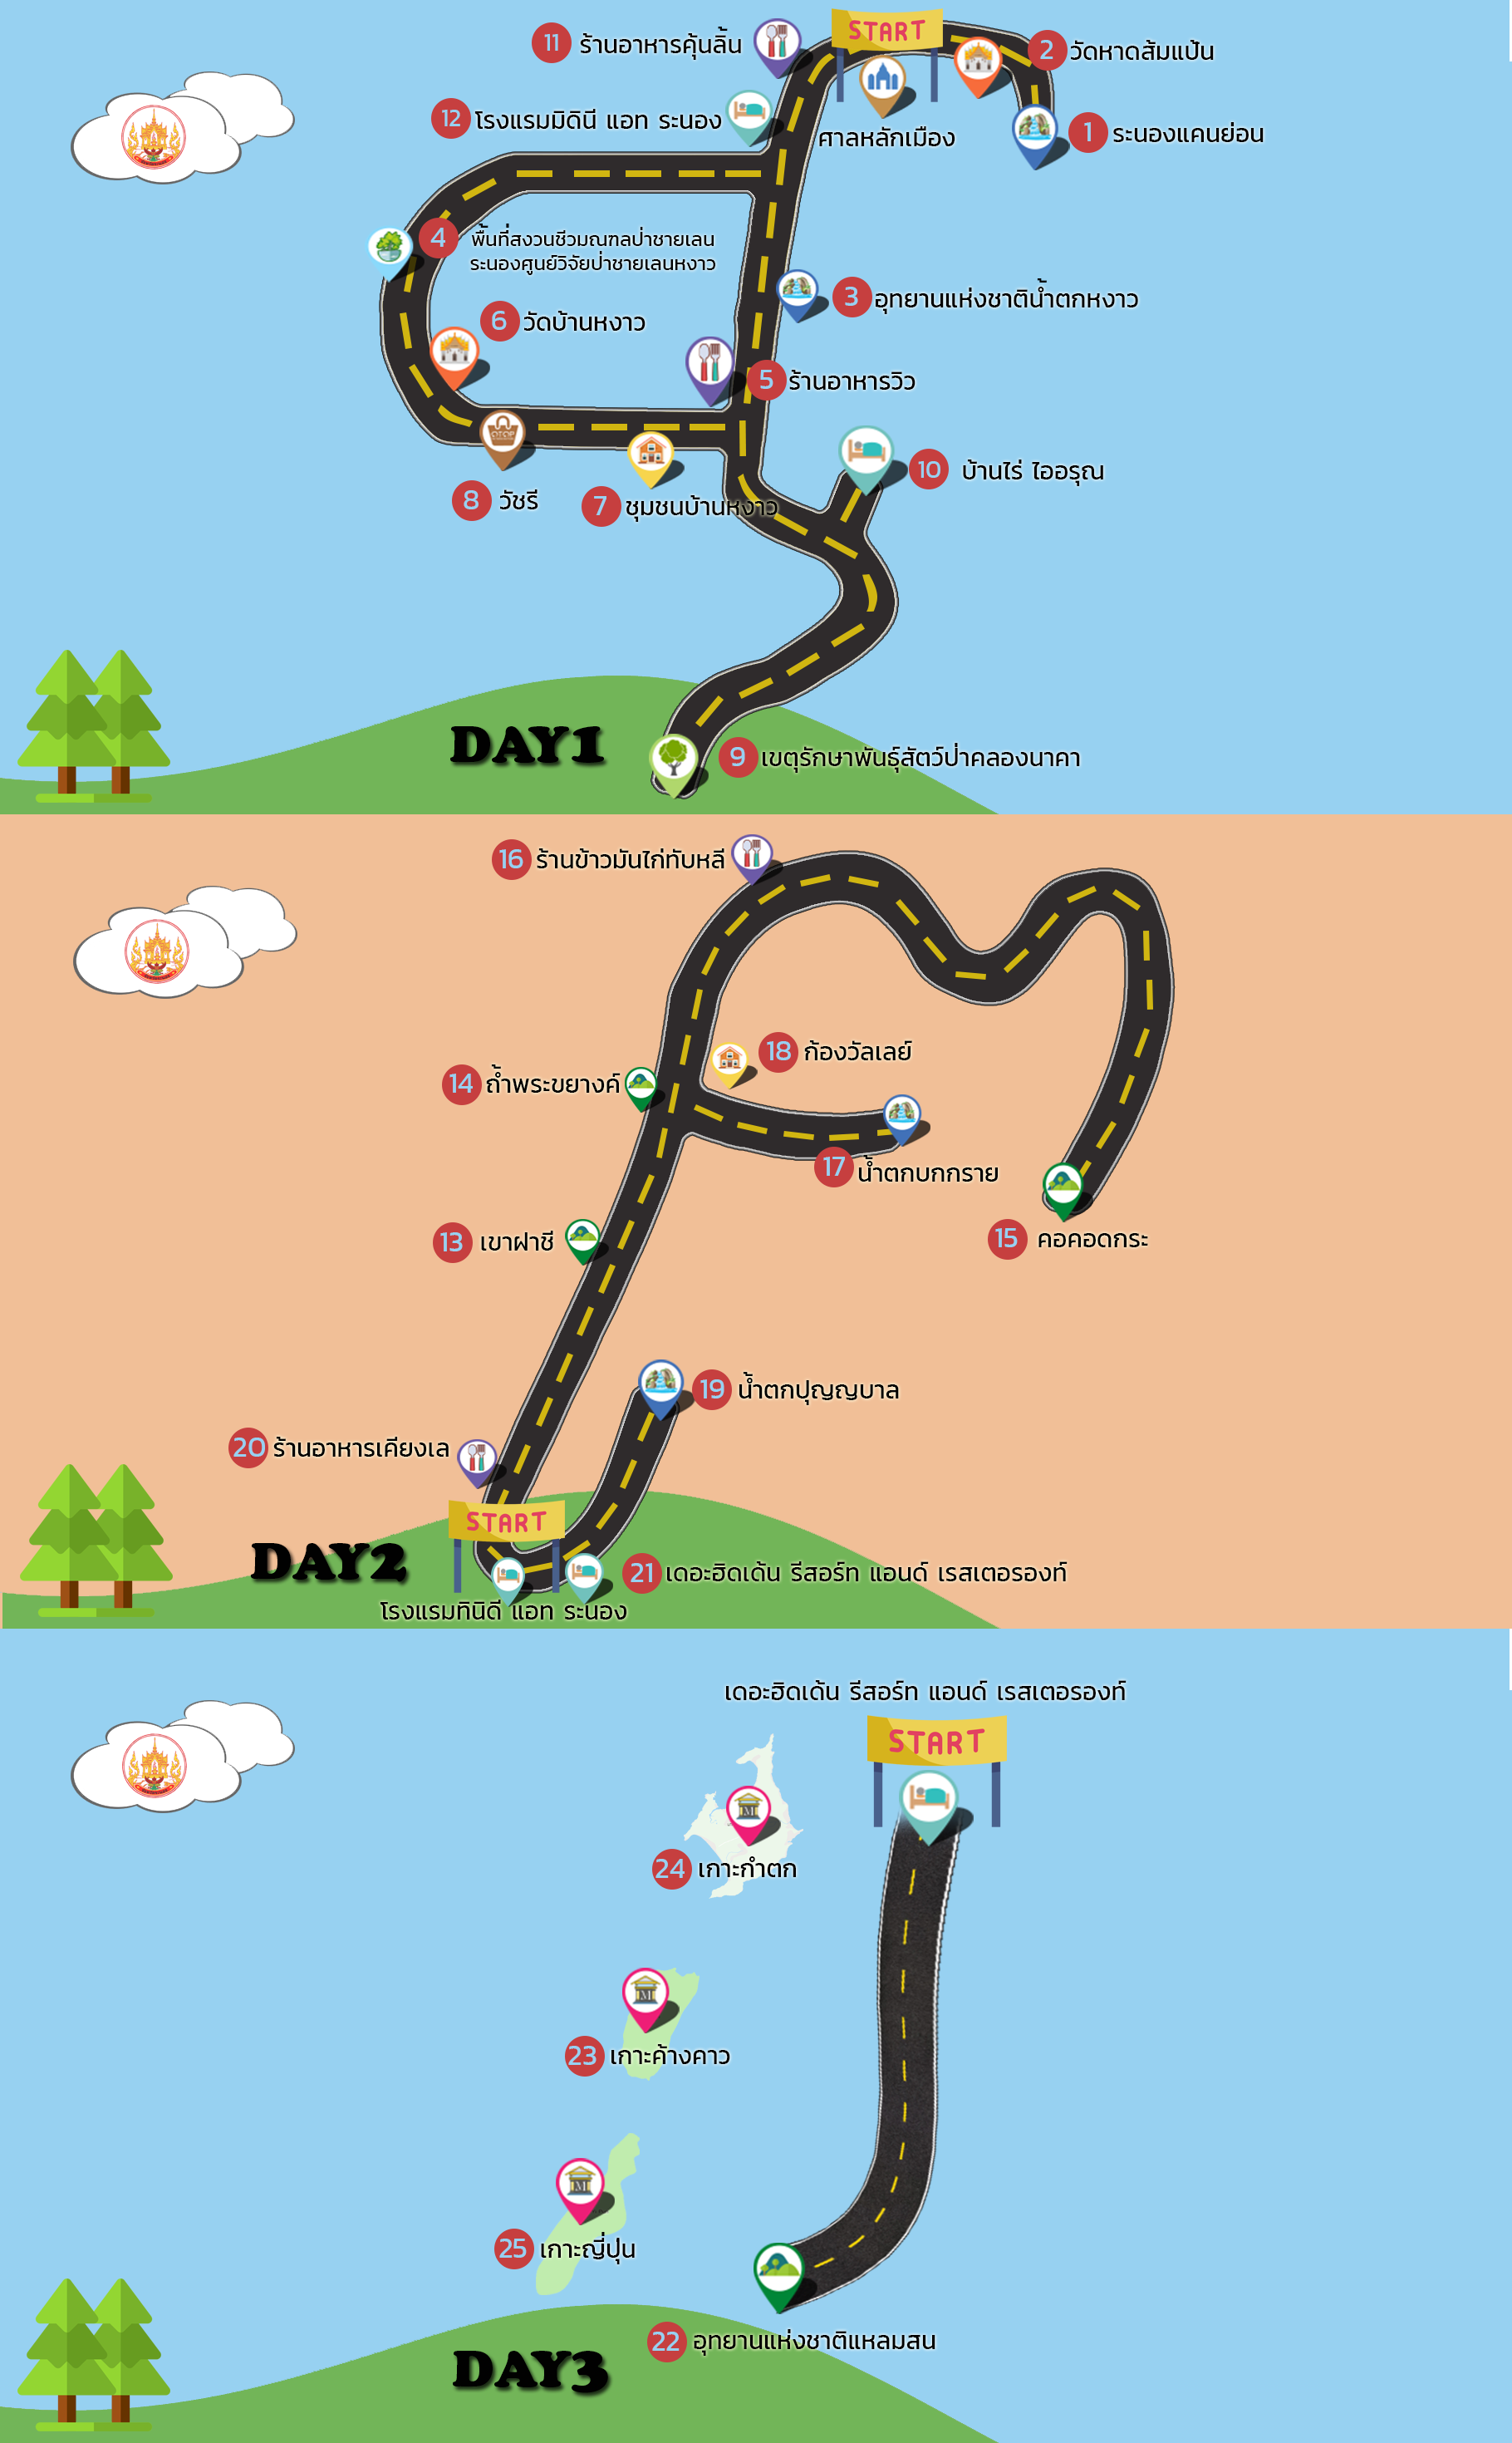 START
11 ร้านอาหารคุ้นลิ้น
2 วัดหาดส้มแป้น
12 โรงแรมมิดินี แอท ระนอง
ศาลหลักเมือง
1 ระนองแคนย่อน
4 พื้นที่สงวนชีวมณฑลป่าชายเลน
ระนองศูนย์วิจัยป่าชายเลนหงาว
3 อุทยานแห่งชาติน้ำตกหงาว
6 วัดบ้านหงาว
5 ร้านอาหารวิว
10 บ้านไร่ ไออรุณ
8 วัชรี
7 ชุมชนบ้านหงาว
DAY1
9 เขตุรักษาพันธุ์สัตว์ป่าคลองนาคา
16 ร้านข้าวมันไก่ทับหลี
18 ก้องวัลเลย์
14 ถ้ำพระขยางค์
17 น้ำตกบกกราย
13 เขาฝาชี
15 คอคอดกระ
19 น้ำตกปุญญบาล
20 ร้านอาหารเคียงเล
START
DAY2
21 เดอะฮิดเด้น รีสอร์ท แอนด์ เรสเตอรองท์
โรงแรมทินิดี แอท ระนอง
เดอะฮิดเด้น รีสอร์ท แอนด์ เรสเตอรองท์
START
24 เกาะกำตก
23 เกาะค้างคาว
25 เกาะญี่ปุ่น
22 อุทยานแห่งชาติแหลมสน
DAY3